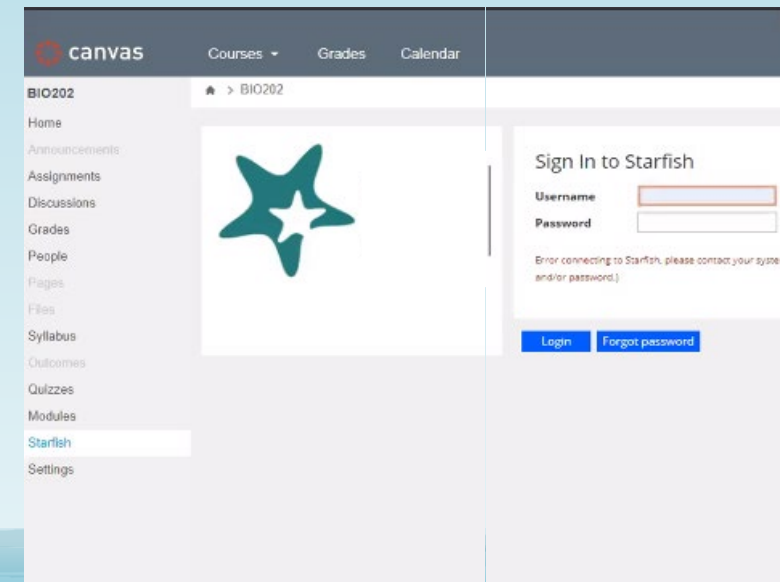 canvas
Courses
Grades
Calendar
BIO202
> BIO202
Home
Announcements
Assignments
Discussions
Grades
People
Pages
Files
Syllabus
Outcomes
Quizzes
Modules
Starfish
Settings
Sign In to Starfish
Username
Password
Error connecting to Starfish, please contact your syste
and/or password.)
Login
Forgot password